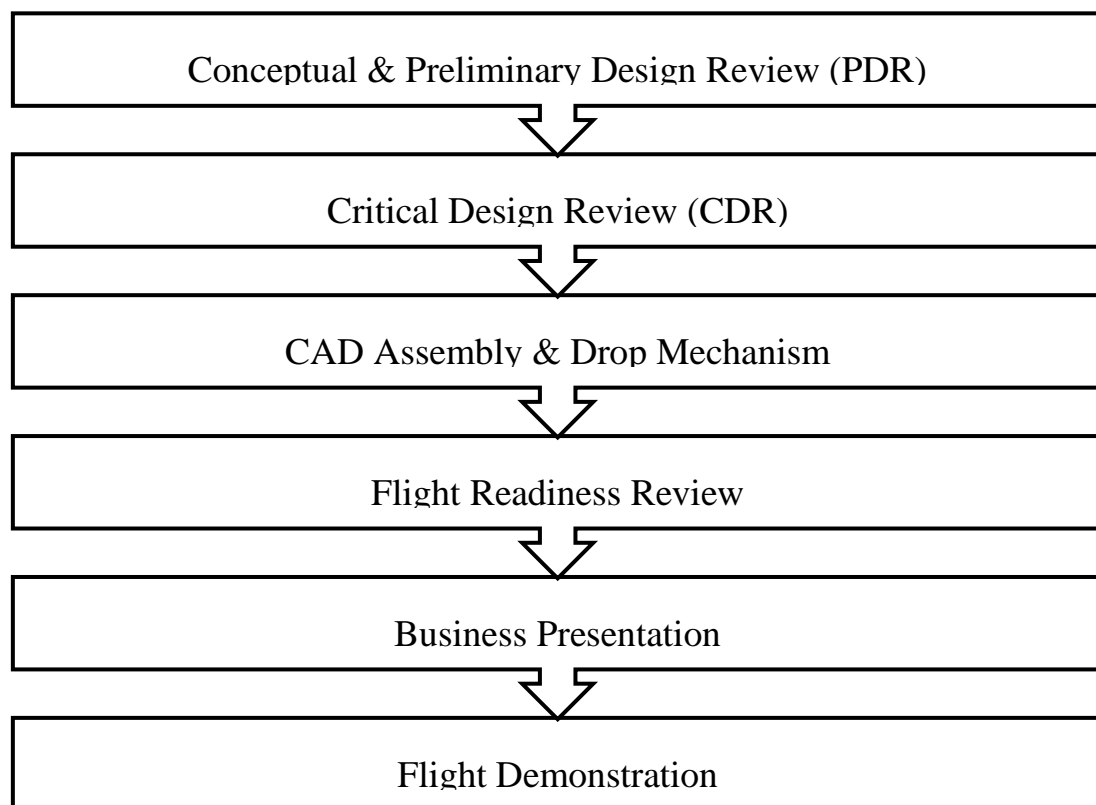 Conceptual & Preliminary Design Review (PDR)
Critical Design Review (CDR)
CAD Assembly & Drop Mechanism
Flight Readiness Review
Business Presentation
Flight Demonstration